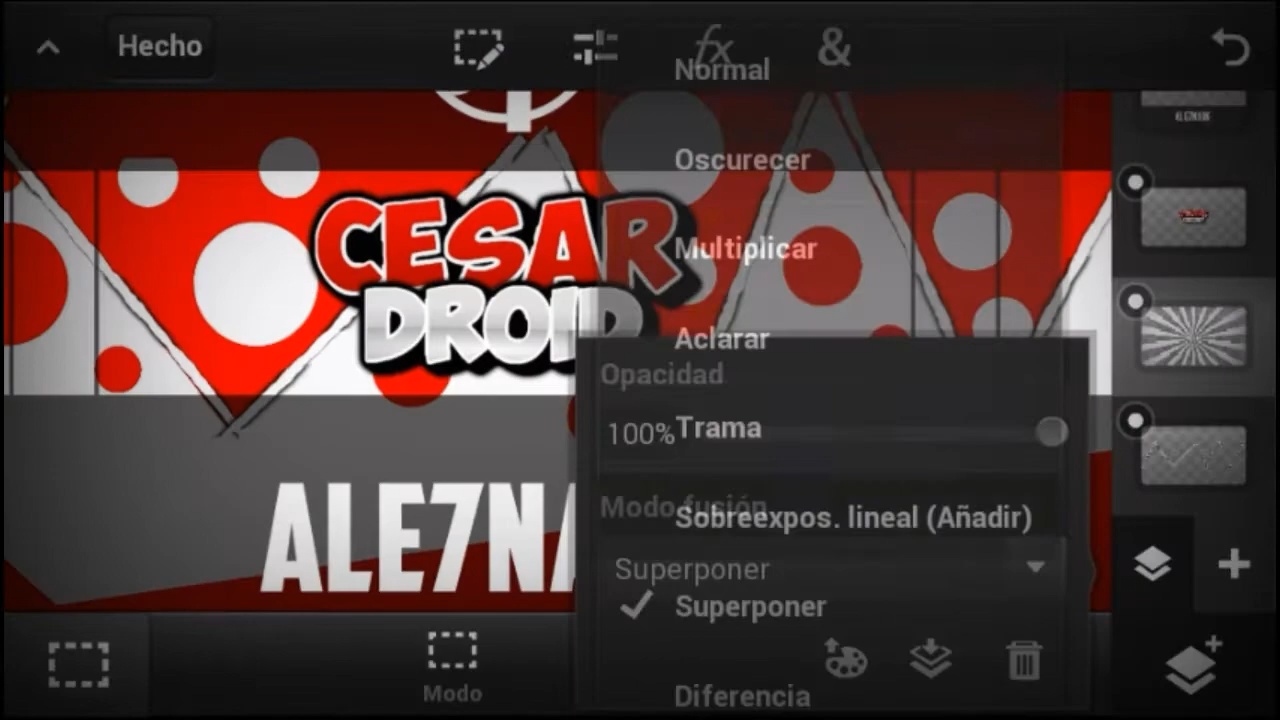 Hecho
fx
&
Normal
ALE7NAIM
Oscurecer
CESAR
Multiplicar
DROID
Aclarar
Opacidad
100%
Trama
ALE7NA
Modo fusión
Sobreexpos. lineal (Añadir)
Superponer
Superponer
Modo
Diferencia